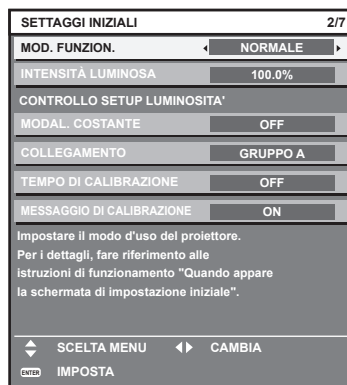 SETTAGGI INIZIALI 2/7
MOD. FUNZION. NORMALE
INTENSITÀ LUMINOSA 100.0%
CONTROLLO SETUP LUMINOSITA'
MODAL. COSTANTE OFF
COLLEGAMENTO GRUPPO A
TEMPO DI CALIBRAZIONE OFF
MESSAGGIO DI CALIBRAZIONE ON
Impostare il modo d'uso del proiettore.
Per i dettagli, fare riferimento alle
istruzioni di funzionamento "Quando appare
la schermata di impostazione iniziale".
SCELTA MENU CAMBIA
ENTER IMPOSTA